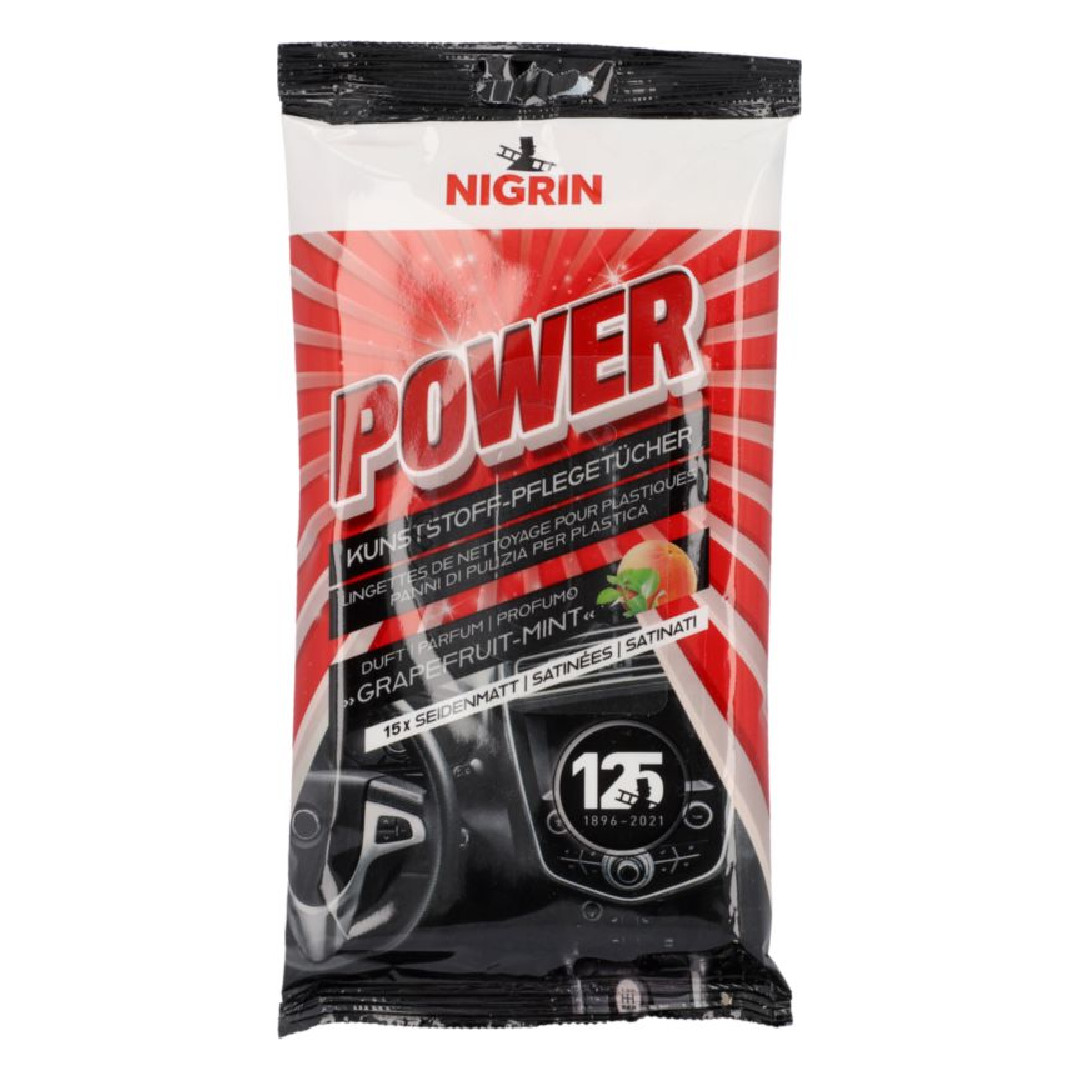 NIGRIN
POWER
KUNSTSTOFF-PFLEGETÜCHER
LINGETTES DE NETTOYAGE POUR PLASTIQUES
PANNI DI PULIZIA PER PLASTICA
DUFT | PARFUM | PROFUMO
»GRAPEFRUIT-MINT«
15x SEIDENMATT | SATINÉES | SATINATI
125
1896-2021